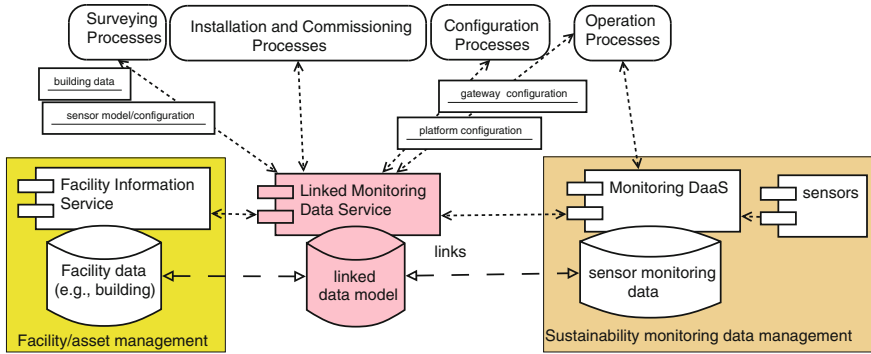 Surveying
Processes
Installation and Commissioning
Processes
Configuration
Processes
Operation
Processes
building data
sensor model/configuration
gateway configuration
platform configuration
Facility Information
Service
Linked Monitoring
Data Service
Monitoring DaaS
sensors
Facility data
(e.g., building)
linked
data model
links
sensor monitoring
data
Facility/asset management
Sustainability monitoring data management